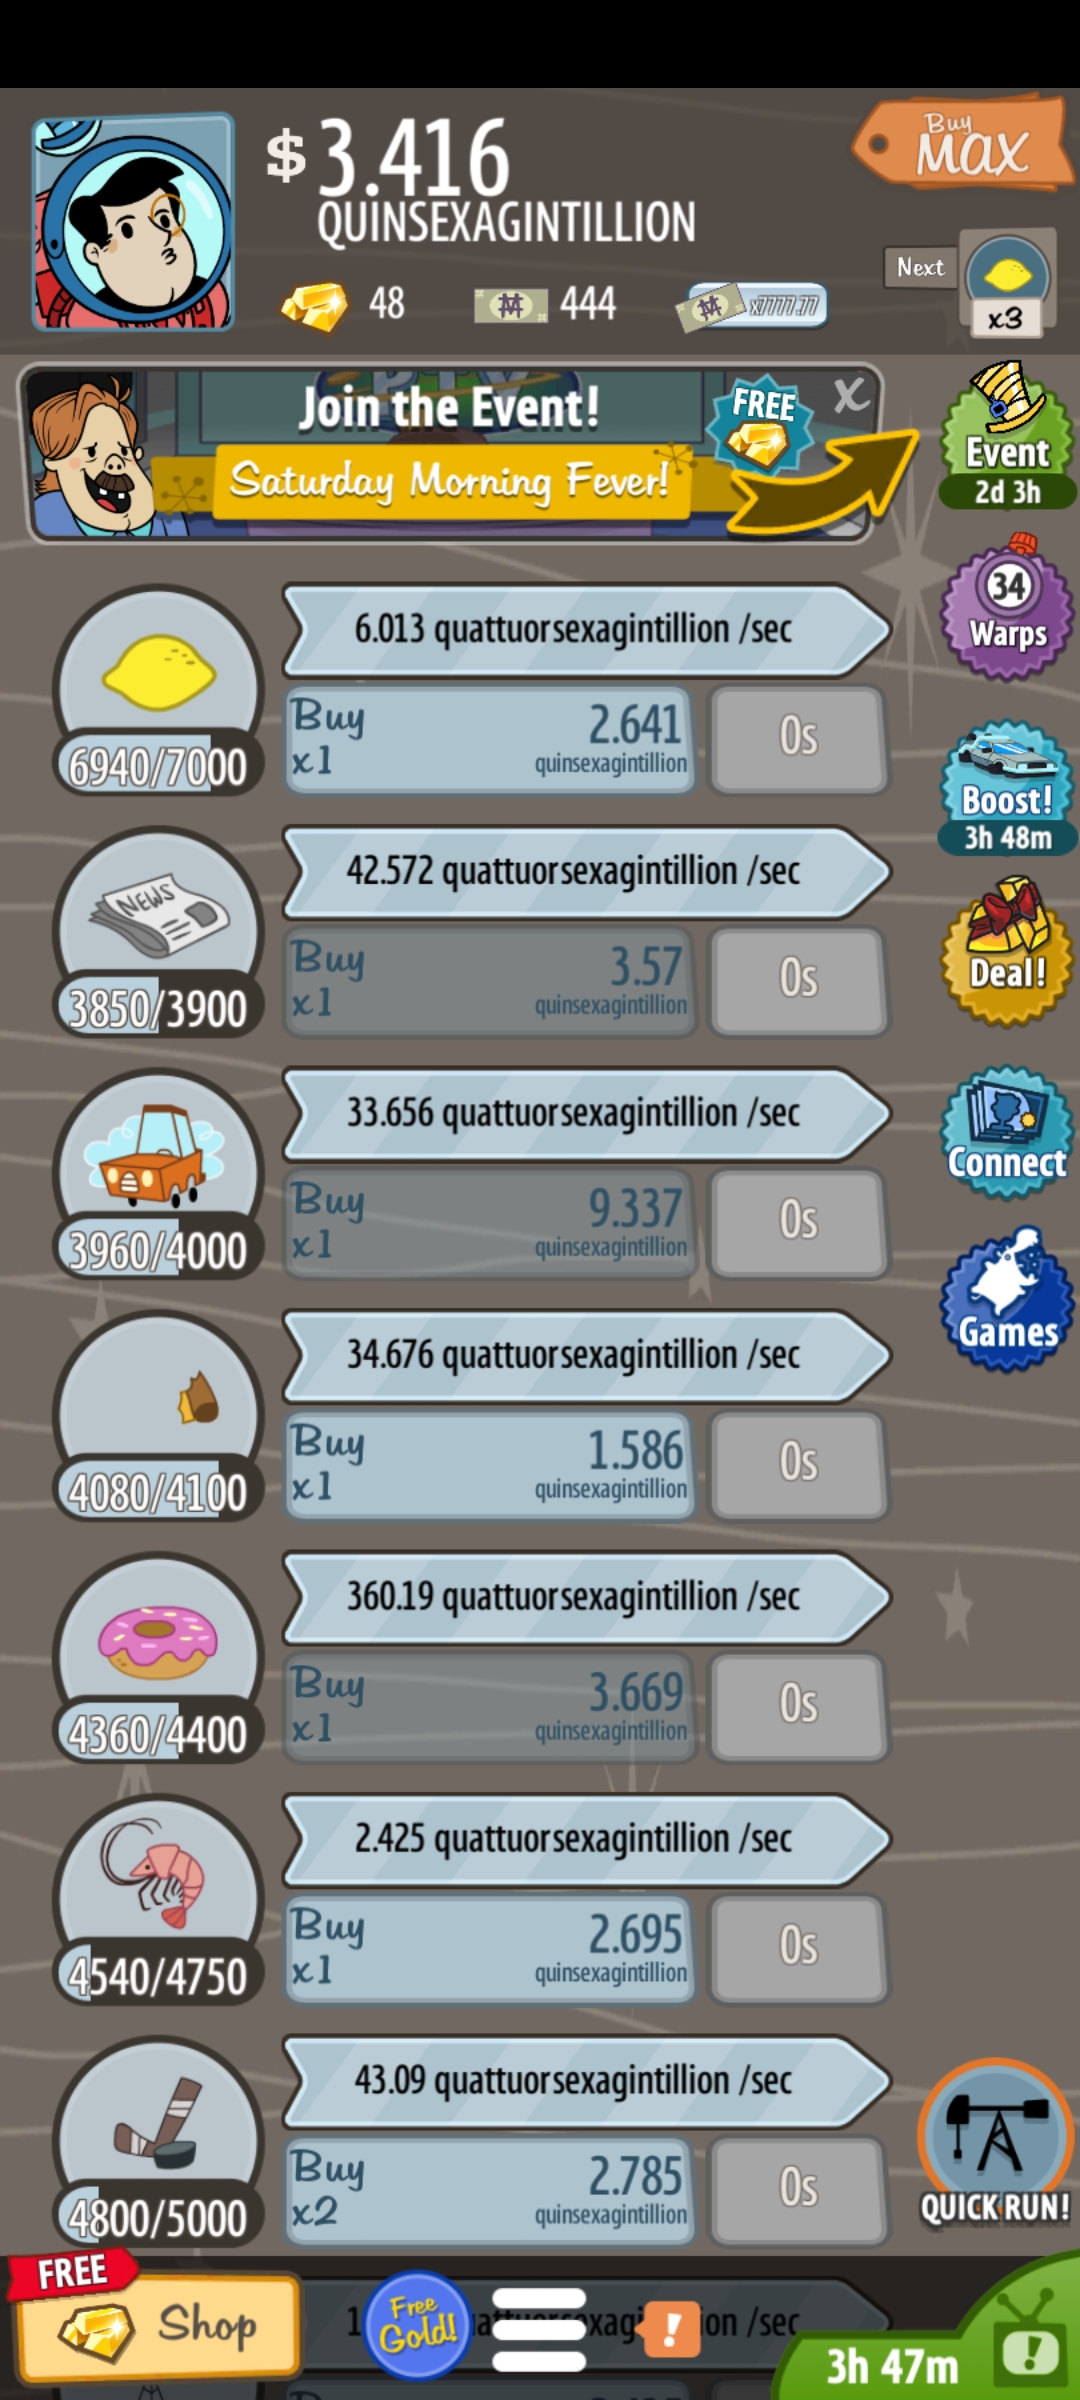 $ 3.416
QUINSEXAGINTILLION
Buy
MAX
48
444
x7777.77
Next
x3
Join the Event!
Saturday Morning Fever!
FREE
X
Event
2d 3h
34
Warps
6.013 quattuorsexagintillion /sec
6940/7000
Buy
x1
2.641
quinsexagintillion
0s
Boost!
3h 48m
42.572 quattuorsexagintillion /sec
NEWS
3850/3900
Buy
x1
3.57
quinsexagintillion
0s
Deal!
33.656 quattuorsexagintillion /sec
3960/4000
Buy
x1
9.337
quinsexagintillion
0s
Connect
34.676 quattuorsexagintillion /sec
4080/4100
Buy
x1
1.586
quinsexagintillion
0s
Games
360.19 quattuorsexagintillion /sec
4360/4400
Buy
x1
3.669
quinsexagintillion
0s
2.425 quattuorsexagintillion /sec
4540/4750
Buy
x1
2.695
quinsexagintillion
0s
43.09 quattuorsexagintillion /sec
4800/5000
Buy
x2
2.785
quinsexagintillion
0s
QUICK RUN!
FREE
Shop
Free
Gold!
!
3h 47m
!